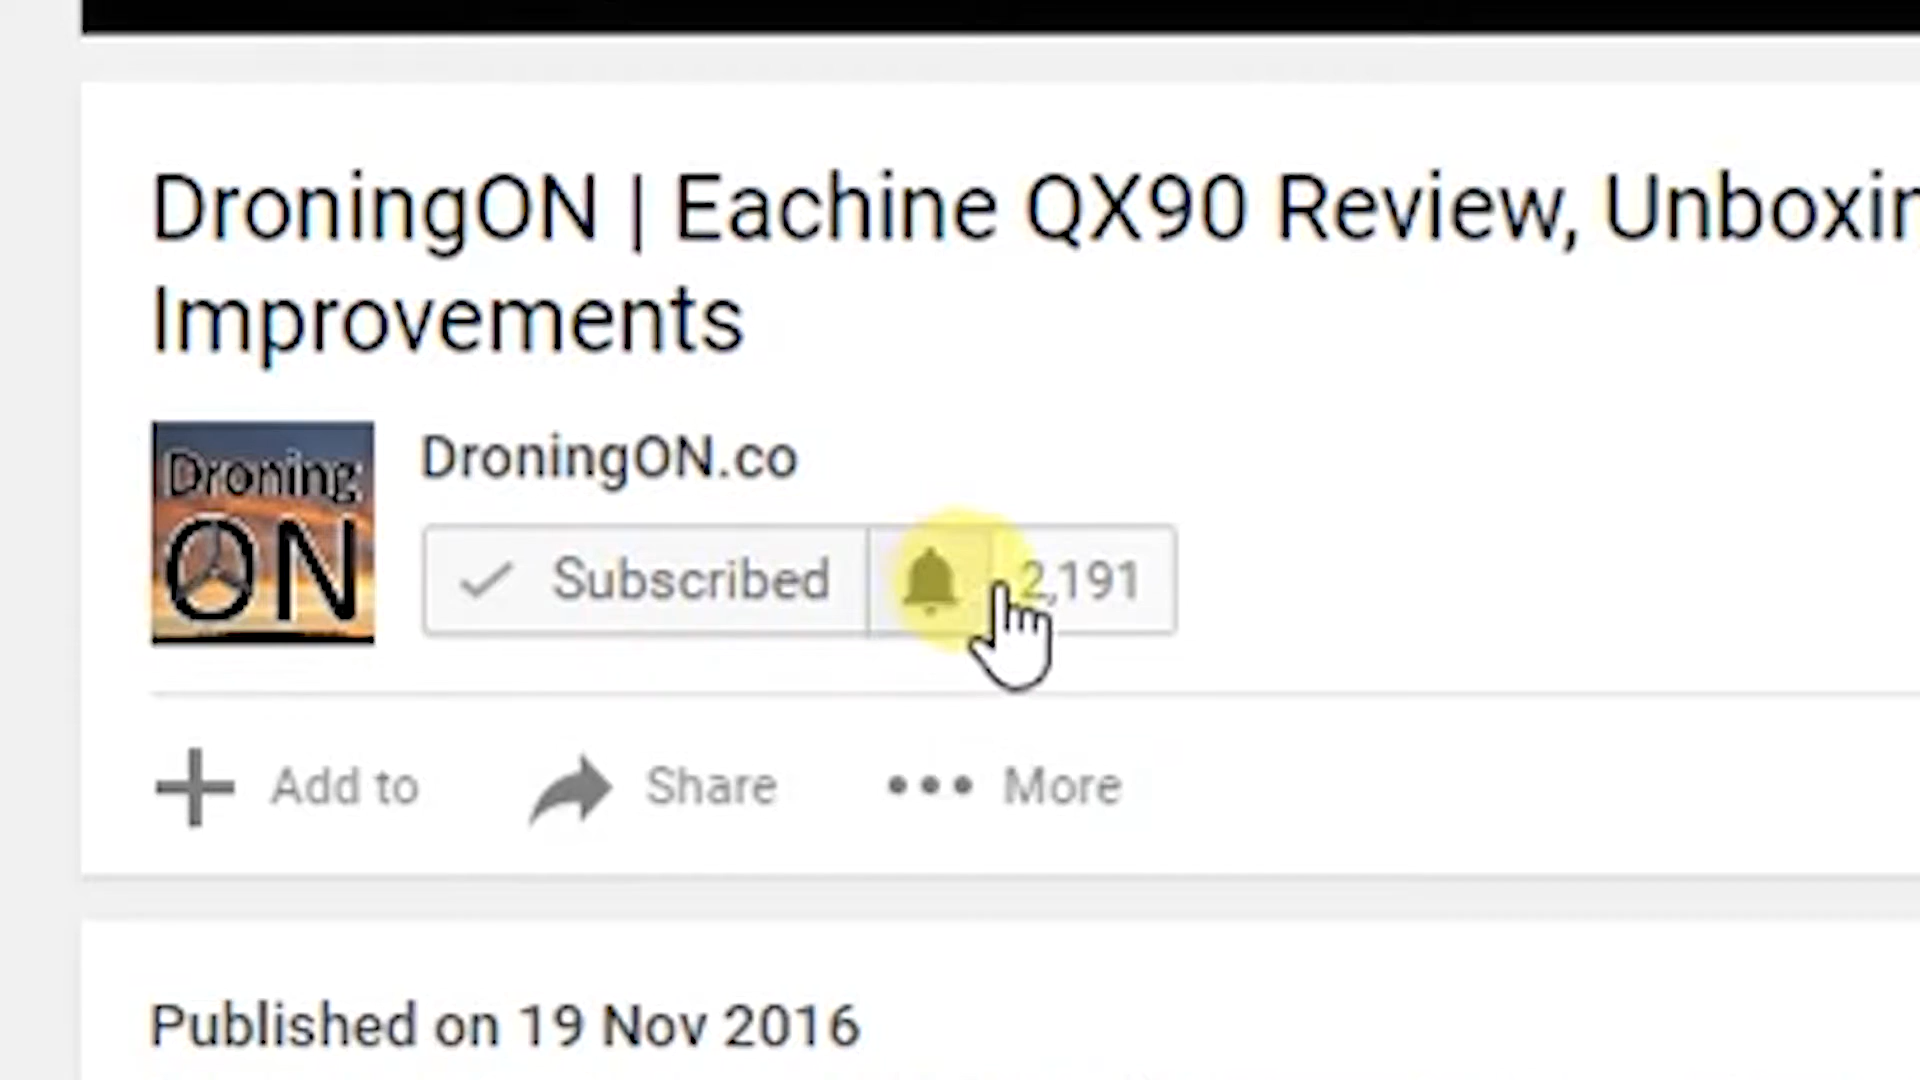 DroningON | Eachine QX90 Review, Unboxin
Improvements
Droning
ON
DroningON.co
Subscribed 2,191
Add to Share More
Published on 19 Nov 2016